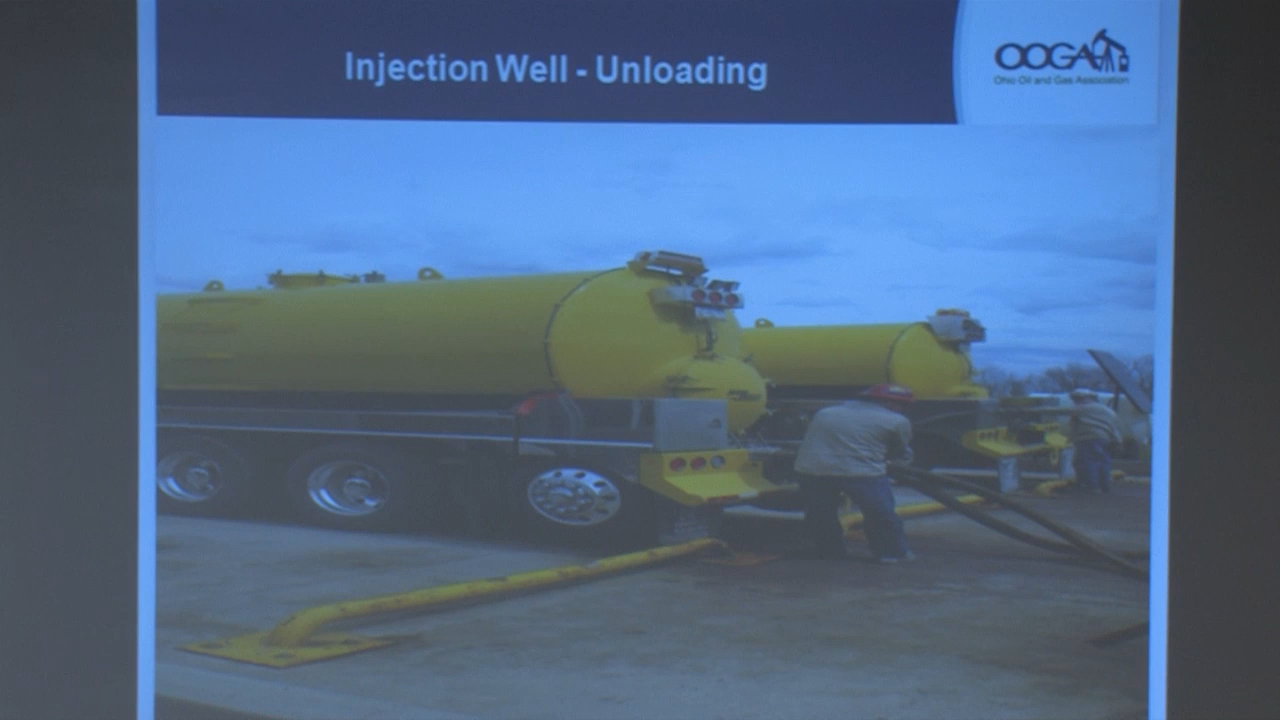 Injection Well - Unloading
OOGA
Ohio Oil and Gas Association